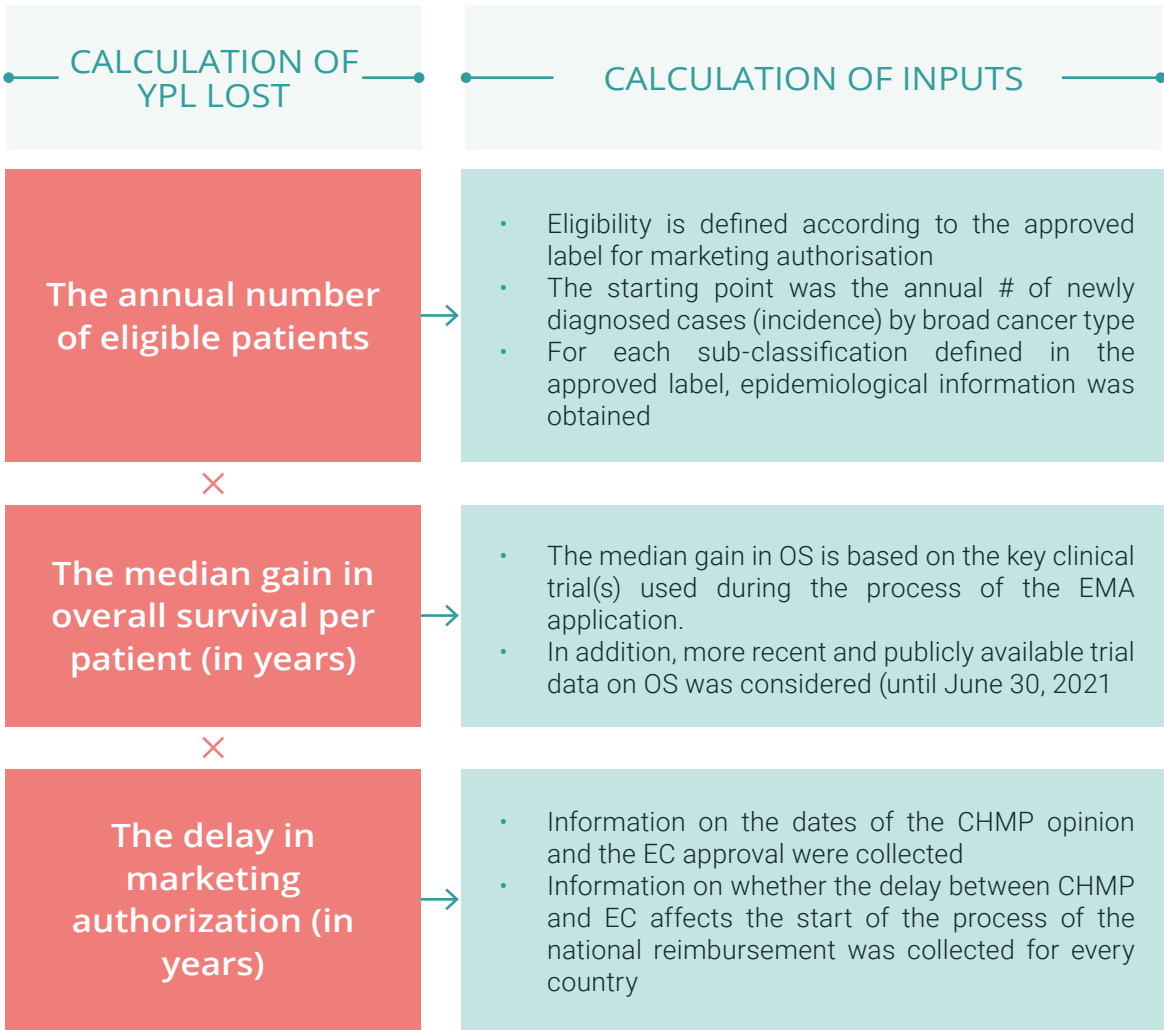 CALCULATION OF
YPL LOST
CALCULATION OF INPUTS
The annual number
of eligible patients
• Eligibility is defined according to the approved
label for marketing authorisation
• The starting point was the annual # of newly
diagnosed cases (incidence) by broad cancer type
• For each sub-classification defined in the
approved label, epidemiological information was
obtained
×
The median gain in
overall survival per
patient (in years)
• The median gain in OS is based on the key clinical
trial(s) used during the process of the EMA
application.
• In addition, more recent and publicly available trial
data on OS was considered (until June 30, 2021
×
The delay in
marketing
authorization (in
years)
• Information on the dates of the CHMP opinion
and the EC approval were collected
• Information on whether the delay between CHMP
and EC affects the start of the process of the
national reimbursement was collected for every
country